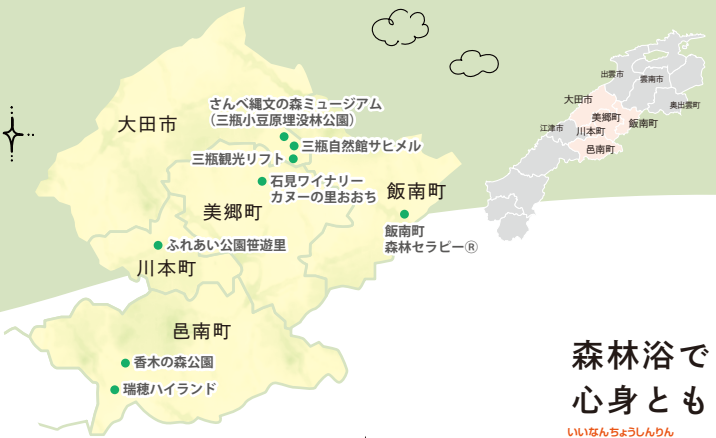 さんべ縄文の森ミュージアム
（三瓶小豆原埋没林公園）
大田市
三瓶自然館サヒメル
三瓶観光リフト
石見ワイナリー
カヌーの里おおち
美郷町
飯南町
飯南町
森林セラピー®
ふれあい公園笹遊里
川本町
邑南町
香木の森公園
瑞穂ハイランド
出雲市
雲南市
大田市
奥出雲町
美郷町
飯南町
江津市
川本町
邑南町
森林浴で
心身とも
いいなんちょうしんりん